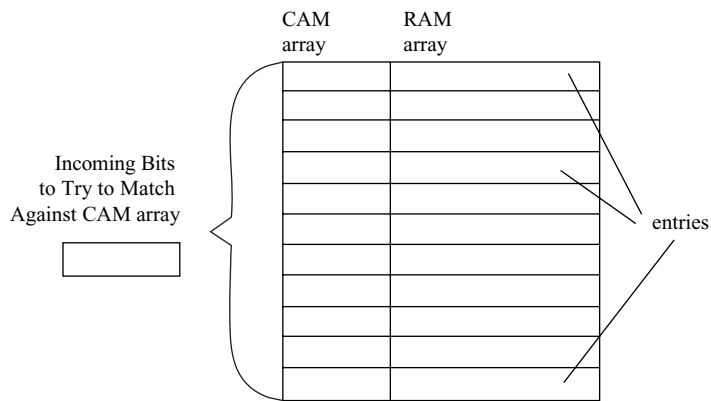 CAM
array
RAM
array
Incoming Bits
to Try to Match
Against CAM array
entries